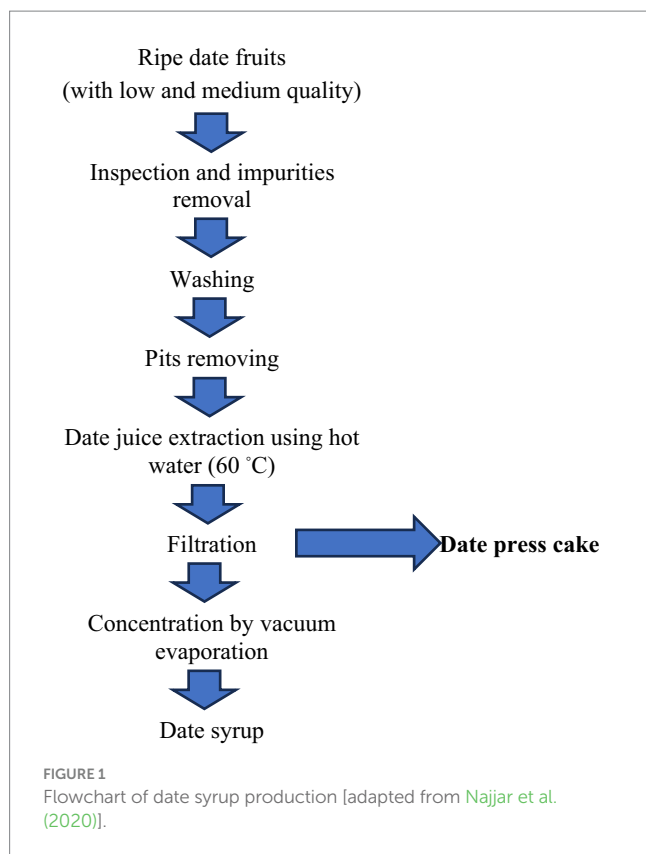 Ripe date fruits
(with low and medium quality)
Inspection and impurities
removal
Washing
Pits removing
Date juice extraction using hot
water (60 ˚C)
Filtration
Date press cake
Concentration by vacuum
evaporation
Date syrup
FIGURE 1
Flowchart of date syrup production [adapted from Najjar et al.
(2020)].